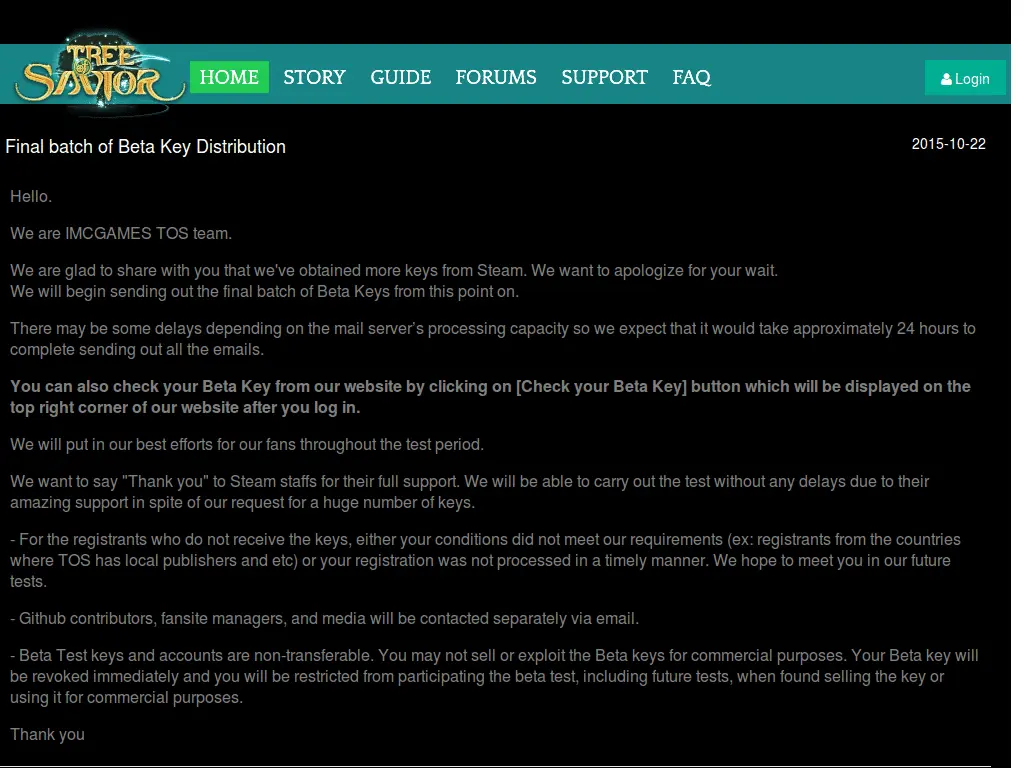 TREE
OF
SAVIOR
HOME STORY GUIDE FORUMS SUPPORT FAQ Login
Final batch of Beta Key Distribution 2015-10-22
Hello.
We are IMCGAMES TOS team.
We are glad to share with you that we've obtained more keys from Steam. We want to apologize for your wait.
We will begin sending out the final batch of Beta Keys from this point on.
There may be some delays depending on the mail server's processing capacity so we expect that it would take approximately 24 hours to
complete sending out all the emails.
You can also check your Beta Key from our website by clicking on [Check your Beta Key] button which will be displayed on the
top right corner of our website after you log in.
We will put in our best efforts for our fans throughout the test period.
We want to say "Thank you" to Steam staffs for their full support. We will be able to carry out the test without any delays due to their
amazing support in spite of our request for a huge number of keys.
- For the registrants who do not receive the keys, either your conditions did not meet our requirements (ex: registrants from the countries
where TOS has local publishers and etc) or your registration was not processed in a timely manner. We hope to meet you in our future
tests.
- Github contributors, fansite managers, and media will be contacted separately via email.
- Beta Test keys and accounts are non-transferable. You may not sell or exploit the Beta keys for commercial purposes. Your Beta key will
be revoked immediately and you will be restricted from participating the beta test, including future tests, when found selling the key or
using it for commercial purposes.
Thank you